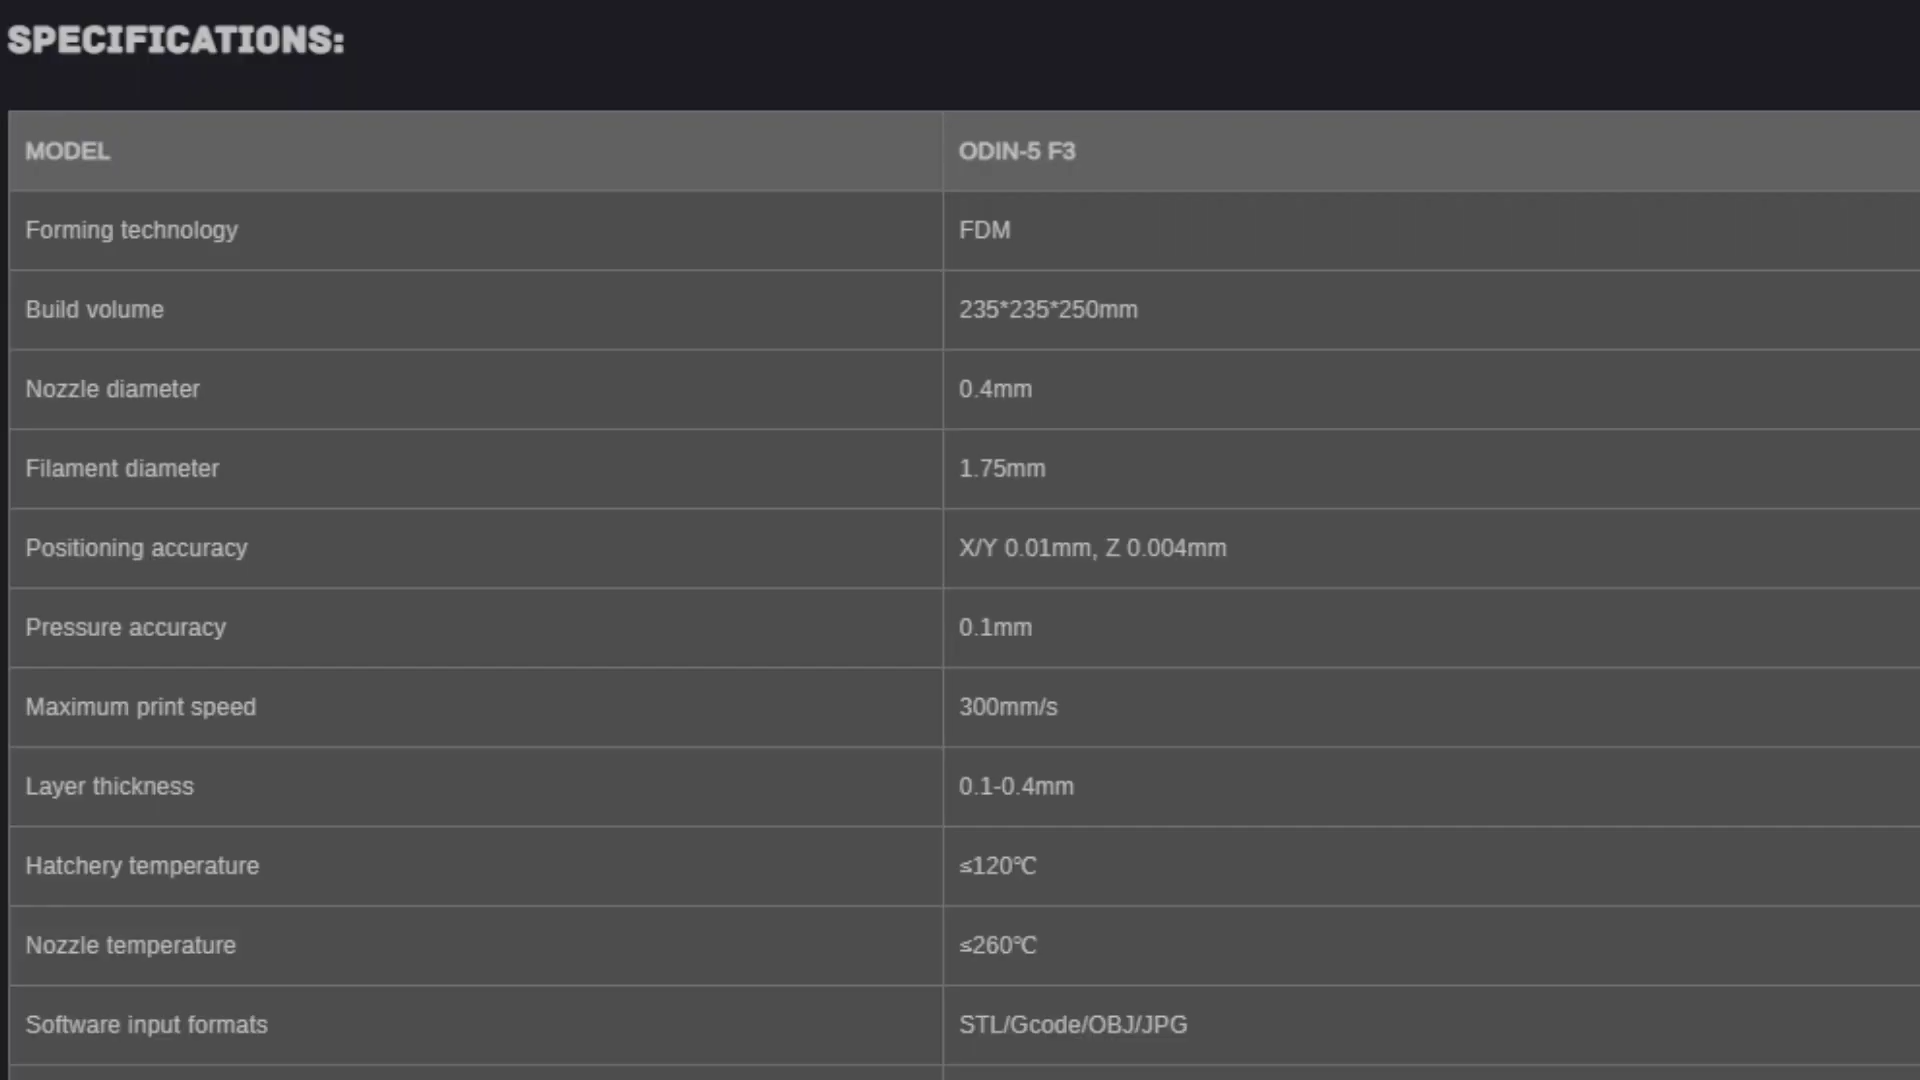 SPECIFICATIONS:
MODEL ODIN-5 F3
Forming technology FDM
Build volume 235*235*250mm
Nozzle diameter 0.4mm
Filament diameter 1.75mm
Positioning accuracy X/Y 0.01mm, Z 0.004mm
Pressure accuracy 0.1mm
Maximum print speed 300mm/s
Layer thickness 0.1-0.4mm
Hatchery temperature ≤120℃
Nozzle temperature ≤260℃
Software input formats STL/Gcode/OBJ/JPG